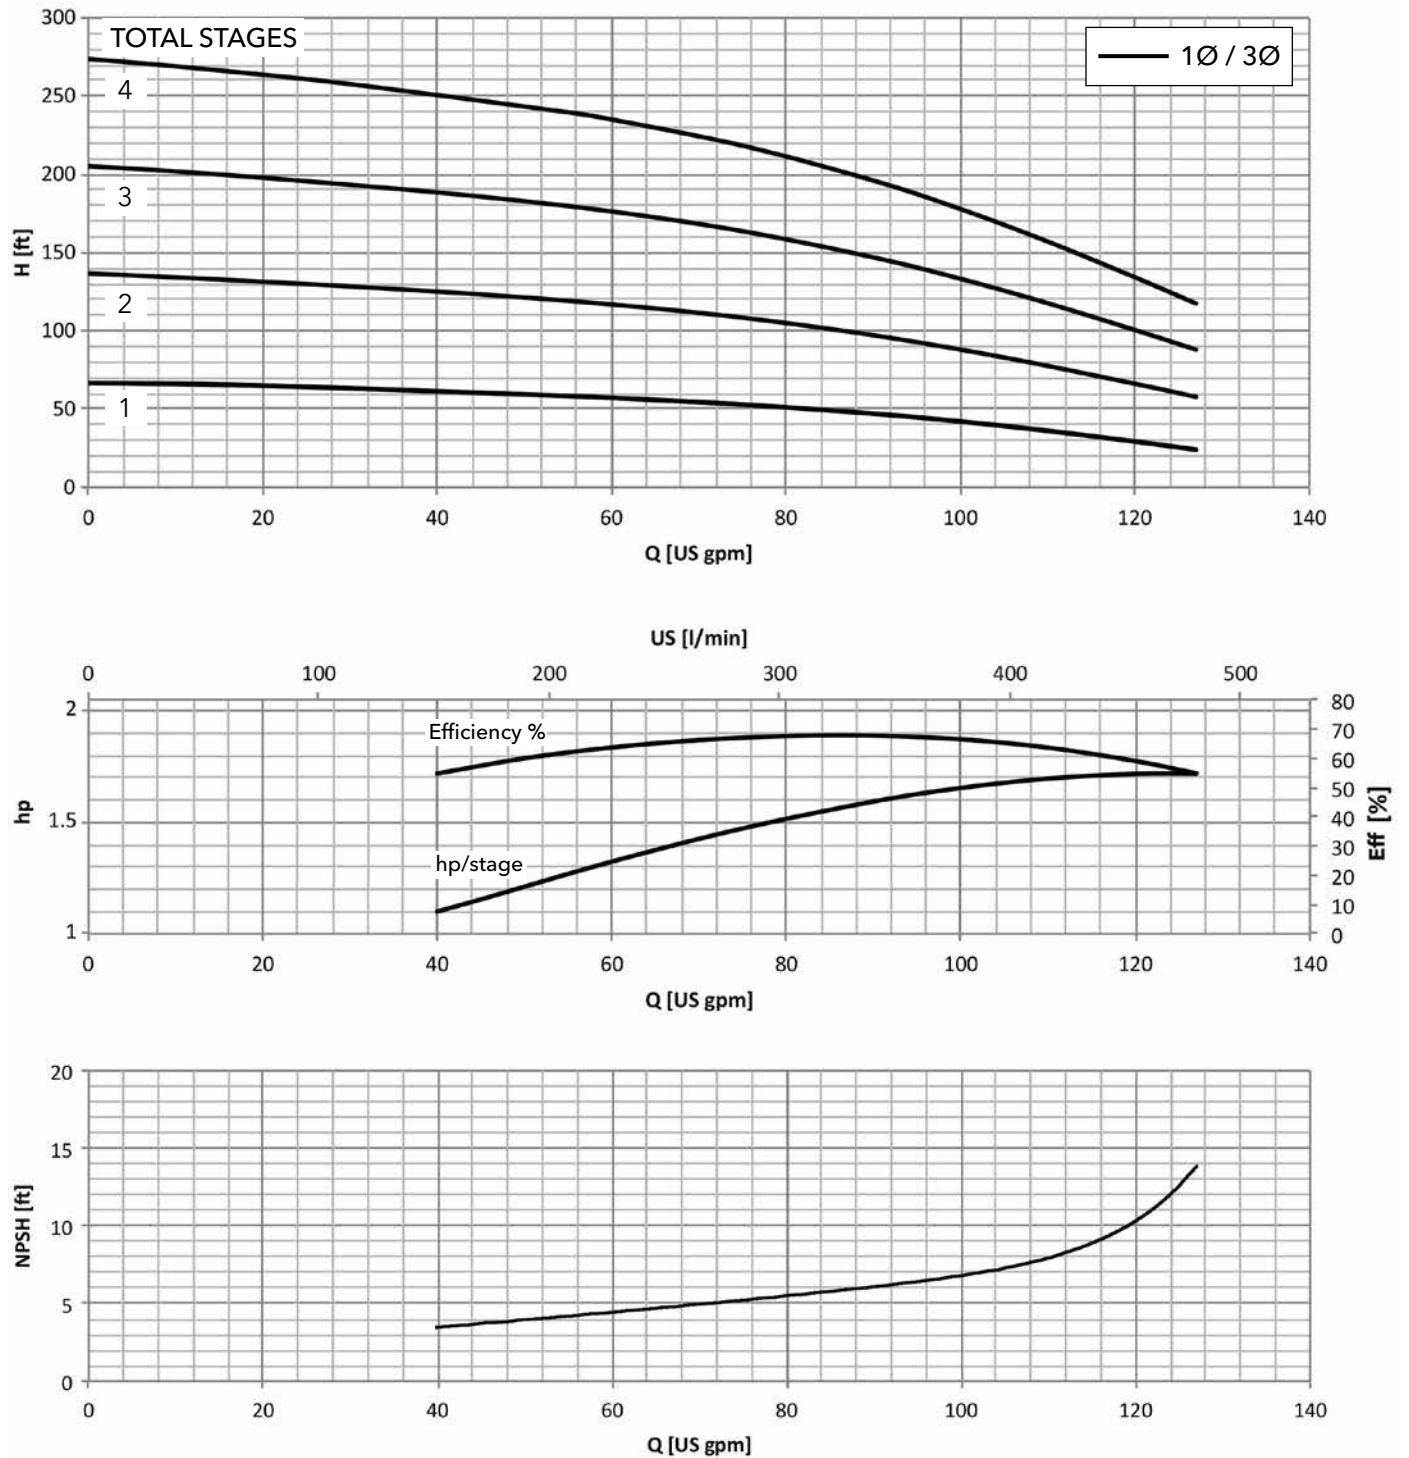 300
TOTAL STAGES
1Ø / 3Ø
4
250
200
3
H [ft]
150
2
100
1
50
0
0 20 40 60 80 100 120 140
Q [US gpm]
US [l/min]
0 100 200 300 400 500
2
80
Efficiency %
70
60
50
hp
1.5
40
Eff [%]
30
hp/stage
20
10
1
0
0 20 40 60 80 100 120 140
Q [US gpm]
20
15
NPSH [ft]
10
5
0
0 20 40 60 80 100 120 140
Q [US gpm]